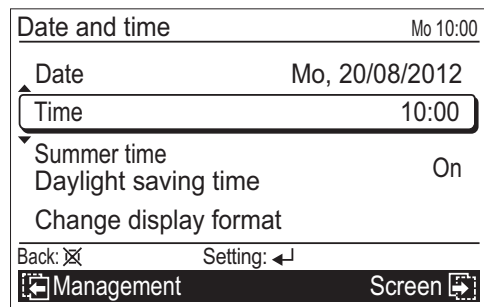 Date and time Mo 10:00
Date Mo, 20/08/2012
Time 10:00
Summer time
Daylight saving time On
Change display format
Back: Setting:
Management Screen